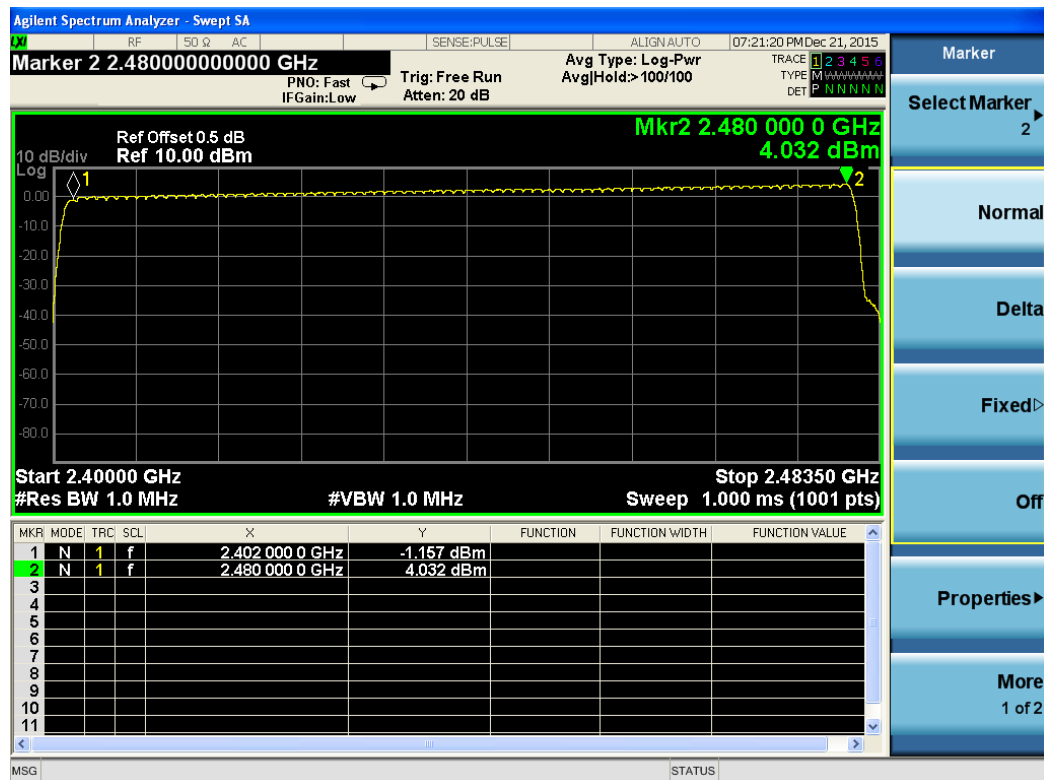 Agilent Spectrum Analyzer - Swept SA
LXI RF 50 Ω AC SENSE:PULSE ALIGN AUTO 07:21:20 PM Dec 21, 2015
Marker 2 2.480000000000 GHz
PNO: Fast
IFGain:Low
Trig: Free Run
Atten: 20 dB
Avg Type: Log-Pwr
Avg|Hold:>100/100
TRACE 1 2 3 4 5 6
TYPE M
DET P N N N N N
Mkr2 2.480 000 0 GHz
4.032 dBm
Ref Offset 0.5 dB
10 dB/div Ref 10.00 dBm
Log
1
2
0.00
-10.0
-20.0
-30.0
-40.0
-50.0
-60.0
-70.0
-80.0
Start 2.40000 GHz Stop 2.48350 GHz
#Res BW 1.0 MHz #VBW 1.0 MHz Sweep 1.000 ms (1001 pts)
MKR MODE TRC SCL X Y FUNCTION FUNCTION WIDTH FUNCTION VALUE
1 N 1 f 2.402 000 0 GHz -1.157 dBm
2 N 1 f 2.480 000 0 GHz 4.032 dBm
3
4
5
6
7
8
9
10
11
MSG STATUS
Marker
Select Marker
2
Normal
Delta
Fixed
Off
Properties
More
1 of 2